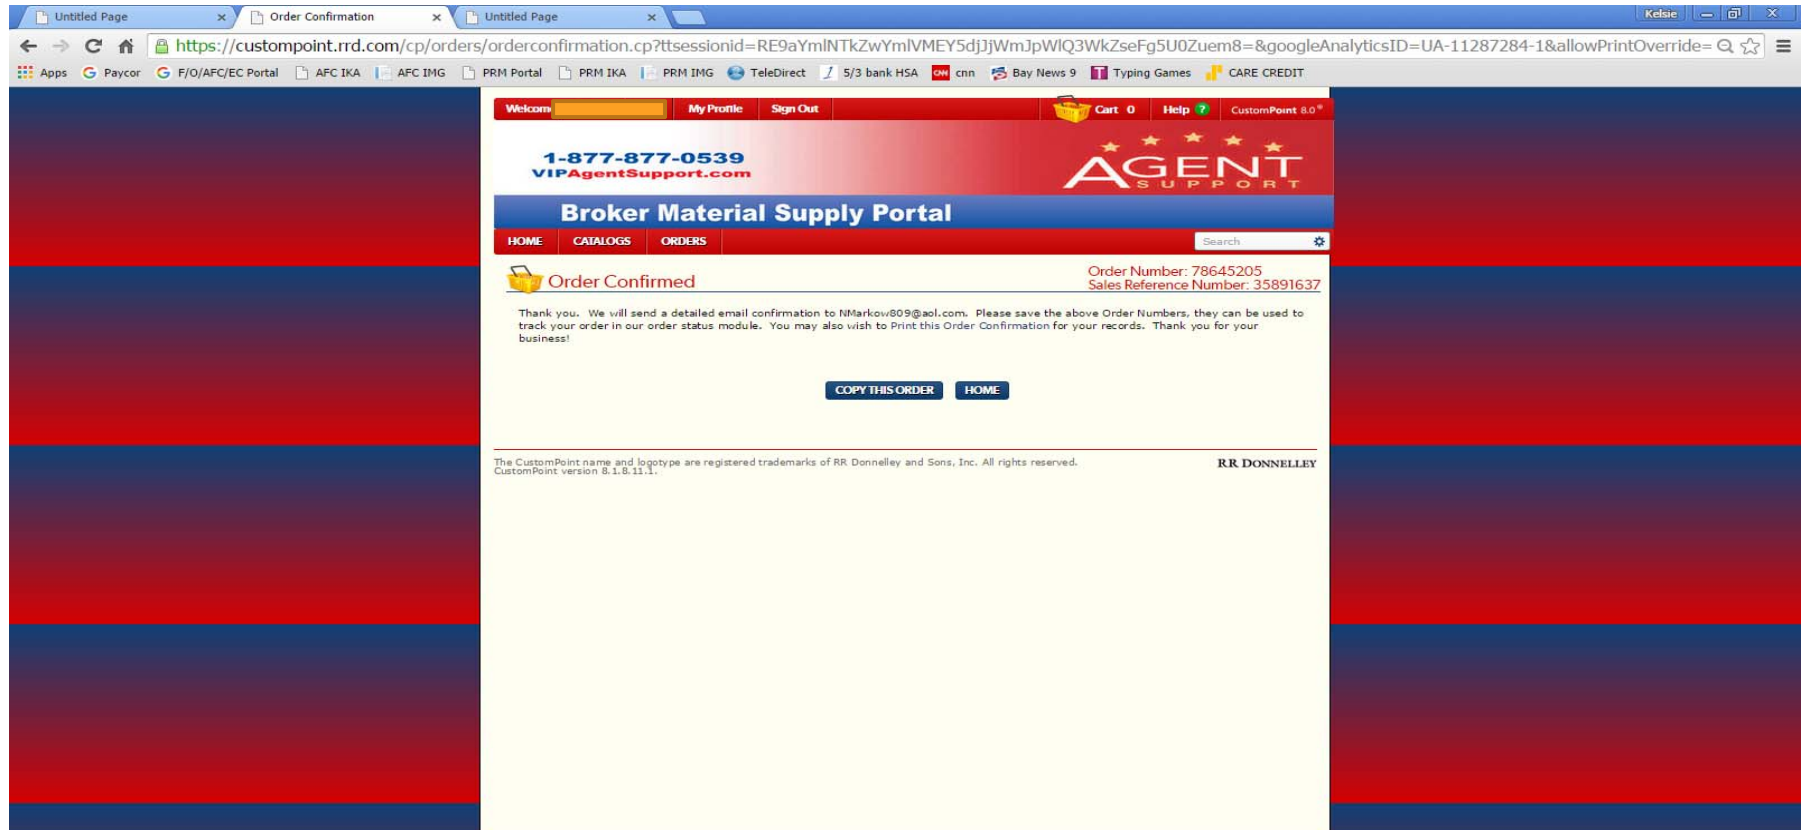 Untitled Page
Order Confirmation
Untitled Page
Kelsie
https://custompoint.rrd.com/cp/orders/orderconfirmation.cp?ttsessionid=RE9aYmlNTkZwYmlVMEY5djJjWmJpWlQ3WkZseFg5U0Zuem8=&googleAnalyticsID=UA-11287284-1&allowPrintOverride=
Apps Paycor F/O/AFC/EC Portal AFC IKA AFC IMG PRM Portal PRM IKA PRM IMG TeleDirect 5/3 bank HSA CNN cnn Bay News 9 Typing Games CARE CREDIT
Welcom My Profile Sign Out Cart 0 Help ? CustomPoint 8.0®
1-877-877-0539
VIPAgentSupport.com
AGENT
SUPPORT
Broker Material Supply Portal
HOME CATALOGS ORDERS Search
Order Confirmed
Order Number: 78645205
Sales Reference Number: 35891637
Thank you. We will send a detailed email confirmation to NMarkow809@aol.com. Please save the above Order Numbers, they can be used to
track your order in our order status module. You may also wish to Print this Order Confirmation for your records. Thank you for your
business!
COPY THIS ORDER HOME
The CustomPoint name and logotype are registered trademarks of RR Donnelley and Sons, Inc. All rights reserved.
CustomPoint version 8.1.8.11.1.
RR DONNELLEY